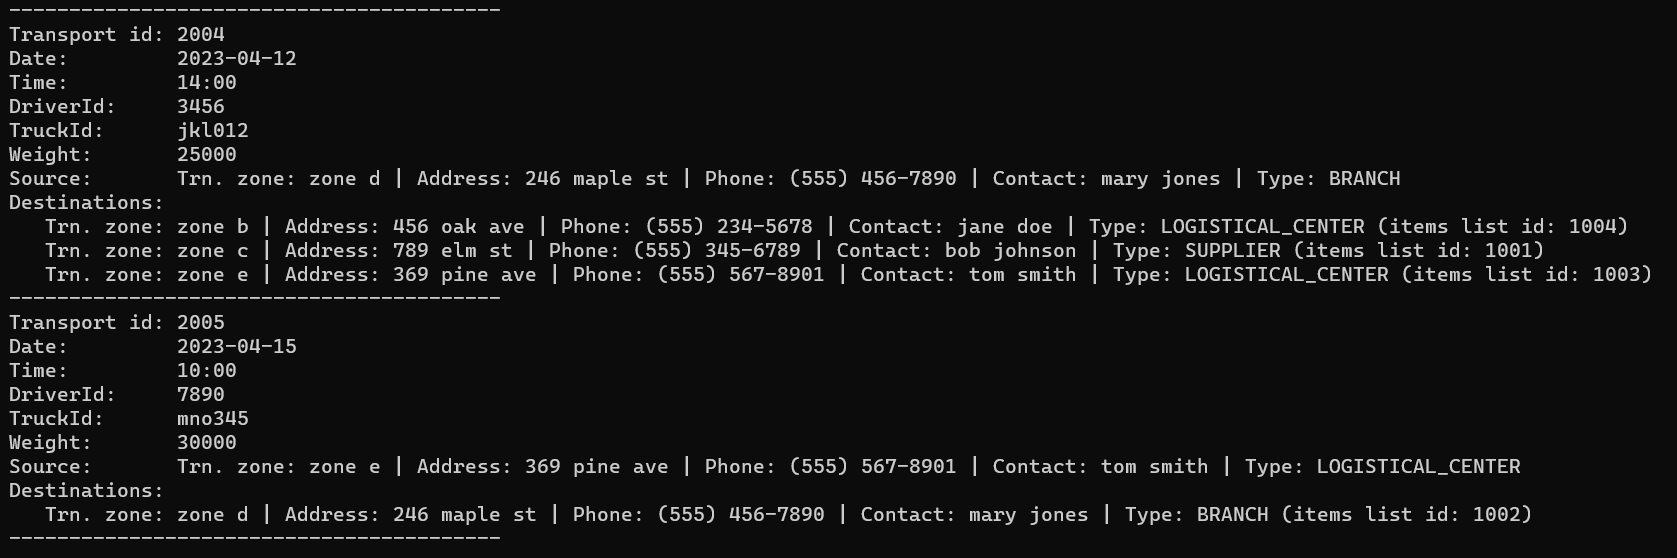 -----------------------------------------
Transport id: 2004
Date:         2023-04-12
Time:         14:00
DriverId:     3456
TruckId:      jkl012
Weight:       25000
Source:       Trn. zone: zone d | Address: 246 maple st | Phone: (555) 456-7890 | Contact: mary jones | Type: BRANCH
Destinations:
   Trn. zone: zone b | Address: 456 oak ave | Phone: (555) 234-5678 | Contact: jane doe | Type: LOGISTICAL_CENTER (items list id: 1004)
   Trn. zone: zone c | Address: 789 elm st | Phone: (555) 345-6789 | Contact: bob johnson | Type: SUPPLIER (items list id: 1001)
   Trn. zone: zone e | Address: 369 pine ave | Phone: (555) 567-8901 | Contact: tom smith | Type: LOGISTICAL_CENTER (items list id: 1003)
-----------------------------------------
Transport id: 2005
Date:         2023-04-15
Time:         10:00
DriverId:     7890
TruckId:      mno345
Weight:       30000
Source:       Trn. zone: zone e | Address: 369 pine ave | Phone: (555) 567-8901 | Contact: tom smith | Type: LOGISTICAL_CENTER
Destinations:
   Trn. zone: zone d | Address: 246 maple st | Phone: (555) 456-7890 | Contact: mary jones | Type: BRANCH (items list id: 1002)
-----------------------------------------